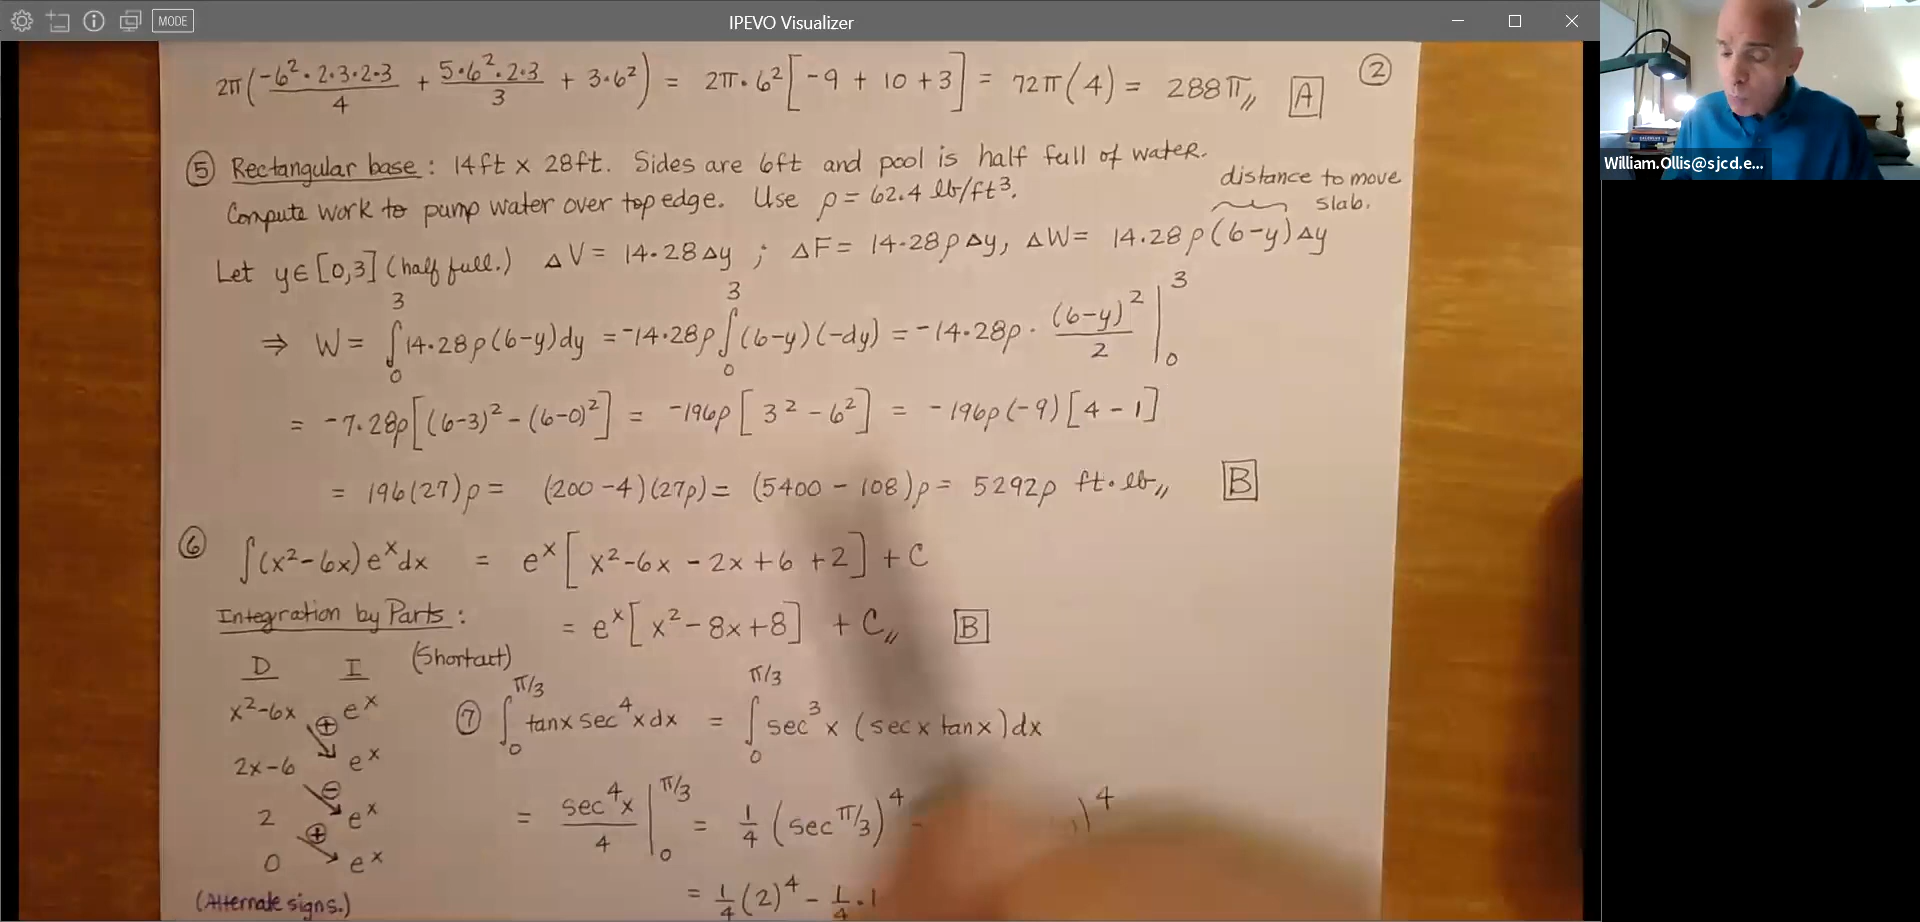 MODE
IPEVO Visualizer
William.Ollis@sjcd.e...
②
2π(-6²·2·3·2·3/4 + 5·6²·2·3/3 + 3·6²) = 2π·6²[-9 + 10 + 3] = 72π(4) = 288π,, A
⑤ Rectangular base: 14ft x 28ft. Sides are 6ft and pool is half full of water.
Compute work to pump water over top edge. Use ρ = 62.4 lb/ft³.
distance to move
slab.
Let y∈[0,3] (half full.) ΔV = 14·28Δy ; ΔF = 14·28ρΔy, ΔW = 14·28ρ(6-y)Δy
⇒ W = ∫₀³ 14·28ρ(6-y)dy = -14·28ρ∫₀³(6-y)(-dy) = -14·28ρ · (6-y)²/2 |₀³
= -7·28ρ[(6-3)² - (6-0)²] = -196ρ[3² - 6²] = -196ρ(-9)[4-1]
= 196(27)ρ = (200-4)(27ρ) = (5400 - 108)ρ = 5292ρ ft·lb,, B
⑥ ∫(x²-6x)eˣdx = eˣ[x²-6x - 2x+6 +2] + C
Integration by Parts:
= eˣ[x²-8x+8] + C,, B
(Shortcut)
D I
x²-6x ⊕ eˣ
2x-6 ⊖ eˣ
2 ⊕ eˣ
0 eˣ
(Alternate signs.)
⑦ ∫₀^π/3 tanx sec⁴x dx = ∫₀^π/3 sec³x (secx tanx)dx
= sec⁴x/4 |₀^π/3 = 1/4 (sec π/3)⁴ - )⁴
= 1/4(2)⁴ - 1/4·1